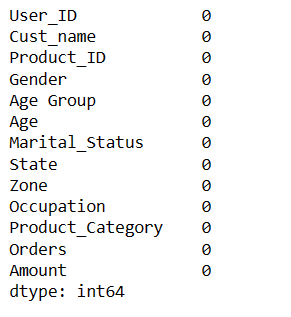 User_ID 0
Cust_name 0
Product_ID 0
Gender 0
Age Group 0
Age 0
Marital_Status 0
State 0
Zone 0
Occupation 0
Product_Category 0
Orders 0
Amount 0
dtype: int64